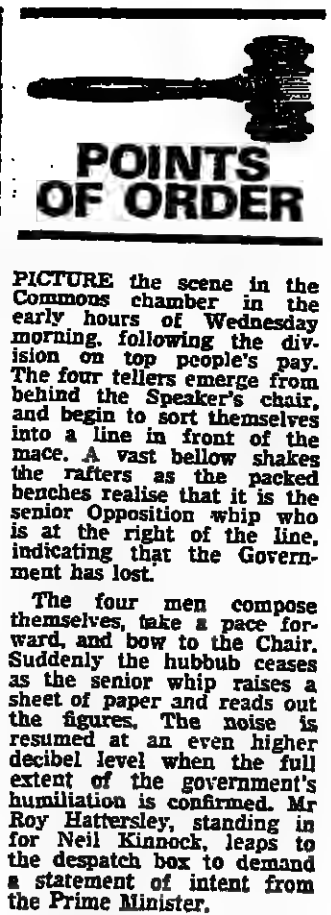 POINTS
OF ORDER
PICTURE the scene in the
Commons chamber in the
early hours of Wednesday
morning, following the div-
ision on top people's pay.
The four tellers emerge from
behind the Speaker's chair,
and begin to sort themselves
into a line in front of the
mace. A vast bellow shakes
the rafters as the packed
benches realise that it is the
senior Opposition whip who
is at the right of the line,
indicating that the Govern-
ment has lost.
The four men compose
themselves, take a pace for-
ward, and bow to the Chair.
Suddenly the hubbub ceases
as the senior whip raises a
sheet of paper and reads out
the figures. The noise is
resumed at an even higher
decibel level when the full
extent of the government's
humiliation is confirmed. Mr
Roy Hattersley, standing in
for Neil Kinnock, leaps to
the despatch box to demand
a statement of intent from
the Prime Minister.